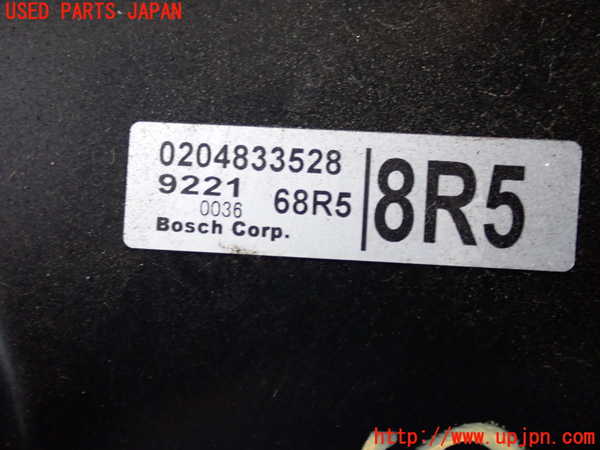 USED PARTS JAPAN
0204833528
9221
0036
68R5
8R5
Bosch Corp.
http://www.upjpn.com/